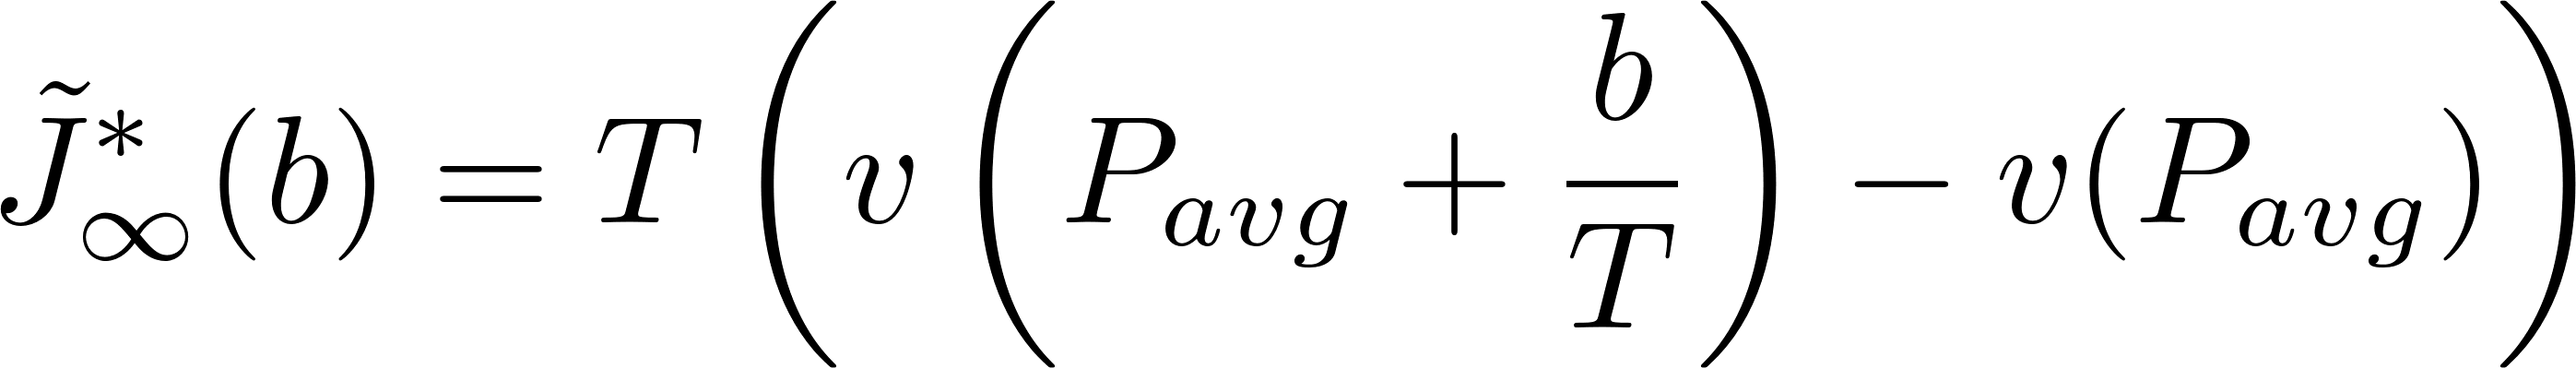 \tilde{J}_{\infty}^{*}(b) = T \left( v \left( P_{avg} + \frac{b}{T} \right) - v(P_{avg}) \right)